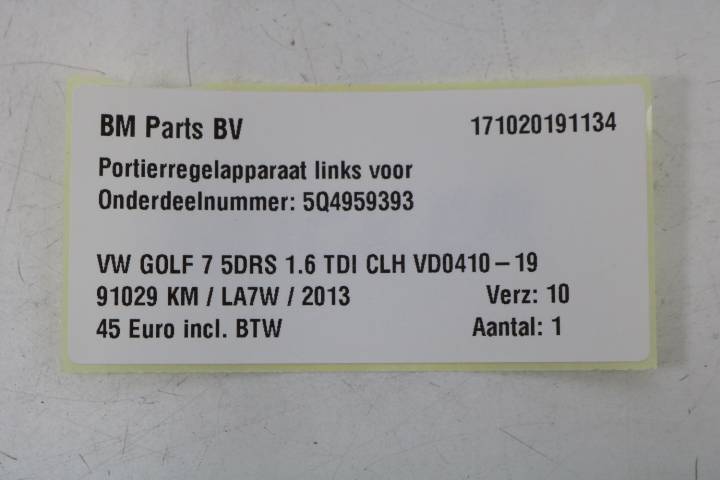 BM Parts BV 171020191134
Portierregelapparaat links voor
Onderdeelnummer: 5Q4959393
VW GOLF 7 5DRS 1.6 TDI CLH VD0410-19
91029 KM / LA7W / 2013 Verz: 10
45 Euro incl. BTW Aantal: 1